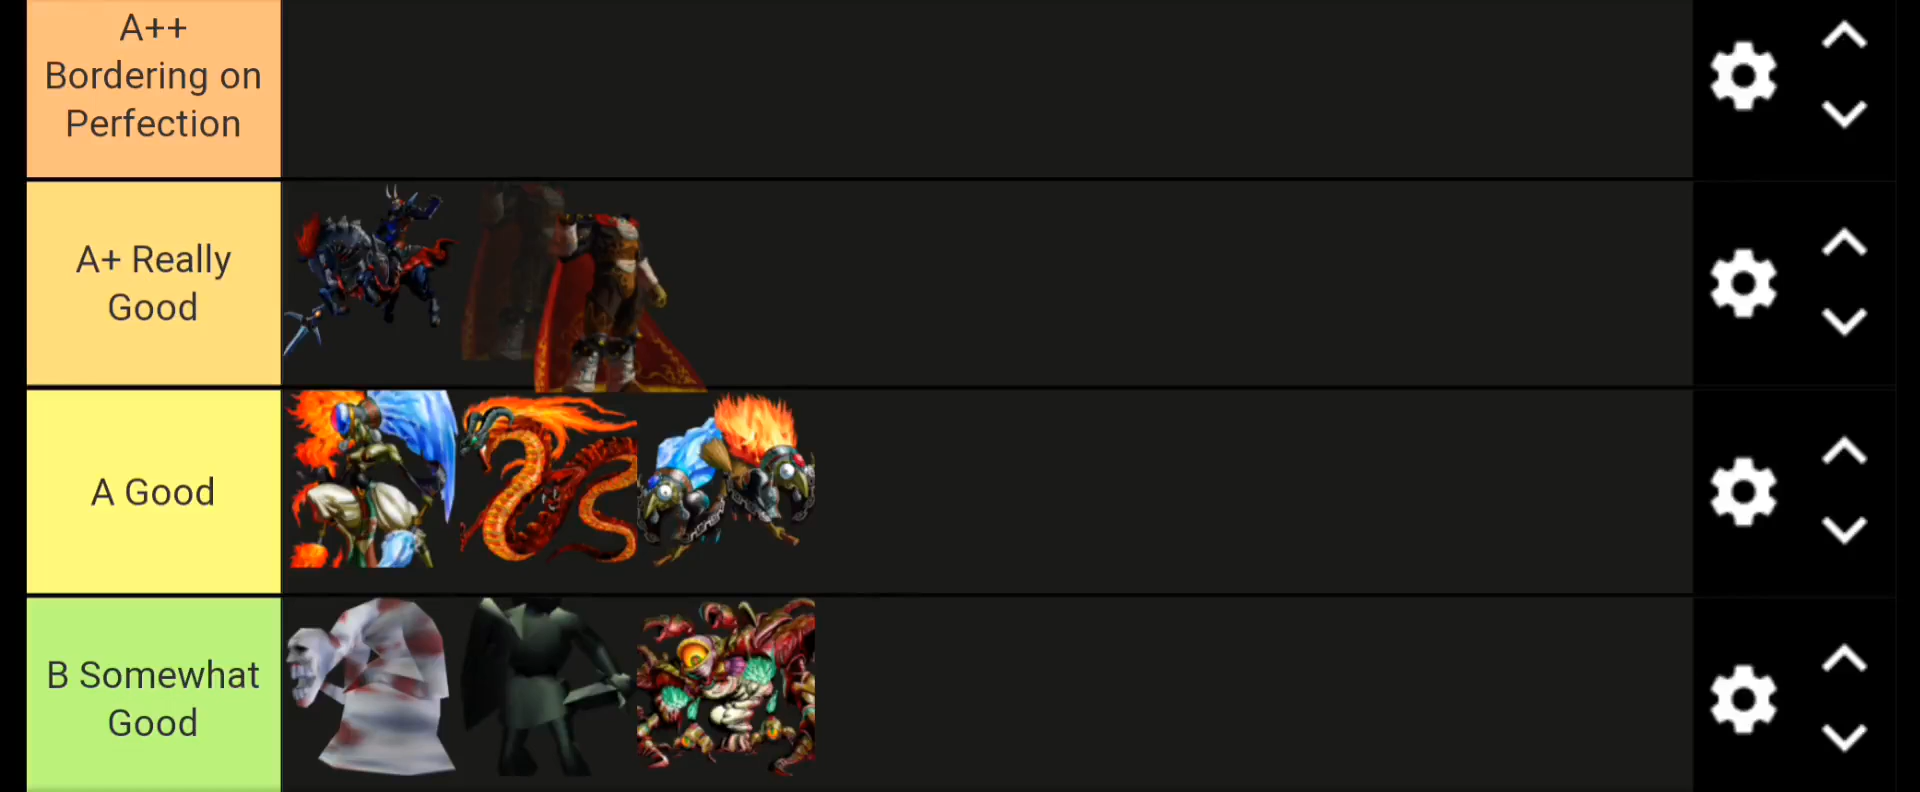 A++
Bordering on
Perfection
A+ Really
Good
A Good
B Somewhat
Good